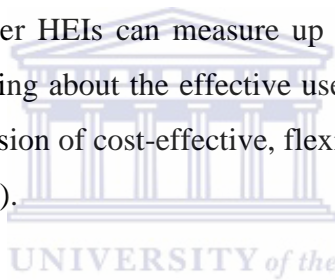 er HEIs can measure up
ing about the effective use
sion of cost-effective, flexi
).
UNIVERSITY of the